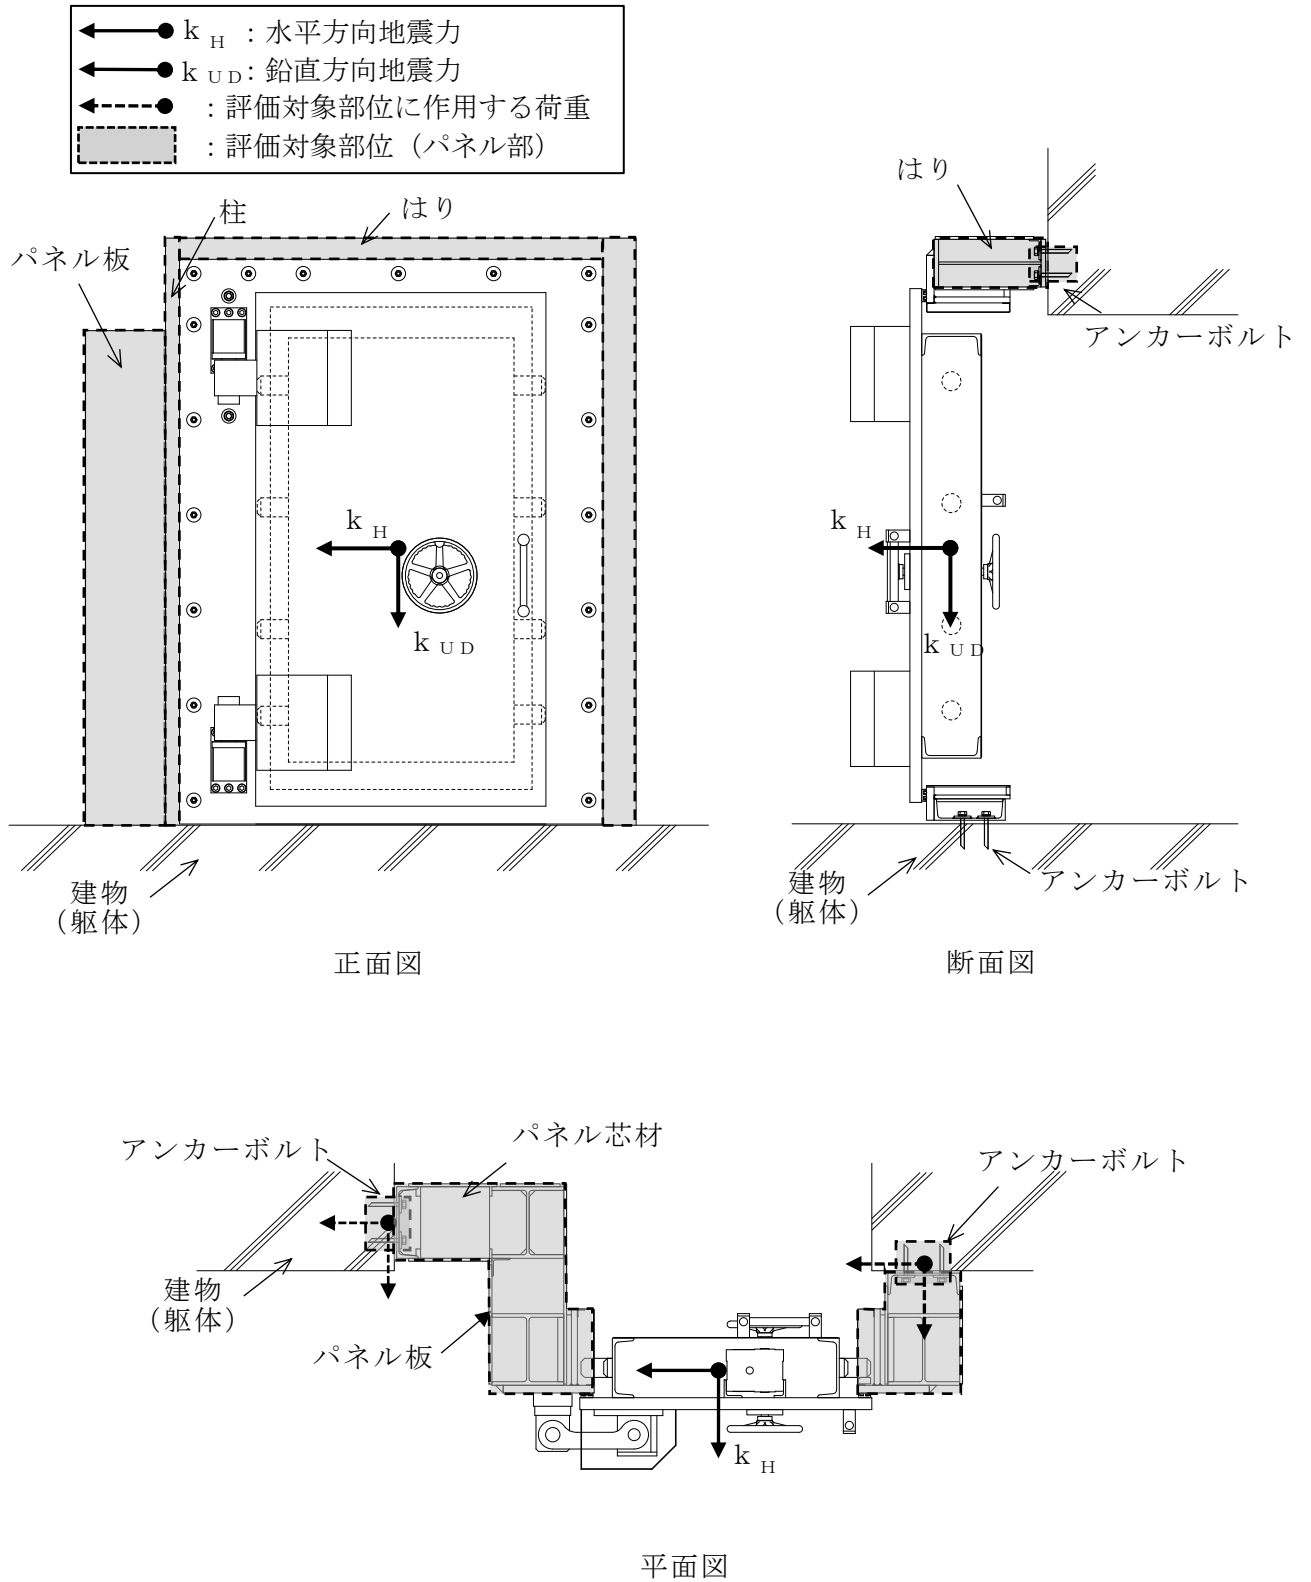 k H : 水平方向地震力
k UD : 鉛直方向地震力
: 評価対象部位に作用する荷重
: 評価対象部位（パネル部）
柱
はり
パネル板
k H
k UD
建物
（躯体）
正面図
はり
アンカーボルト
k H
k UD
建物
（躯体）
アンカーボルト
断面図
アンカーボルト
パネル芯材
アンカーボルト
建物
（躯体）
パネル板
k H
平面図